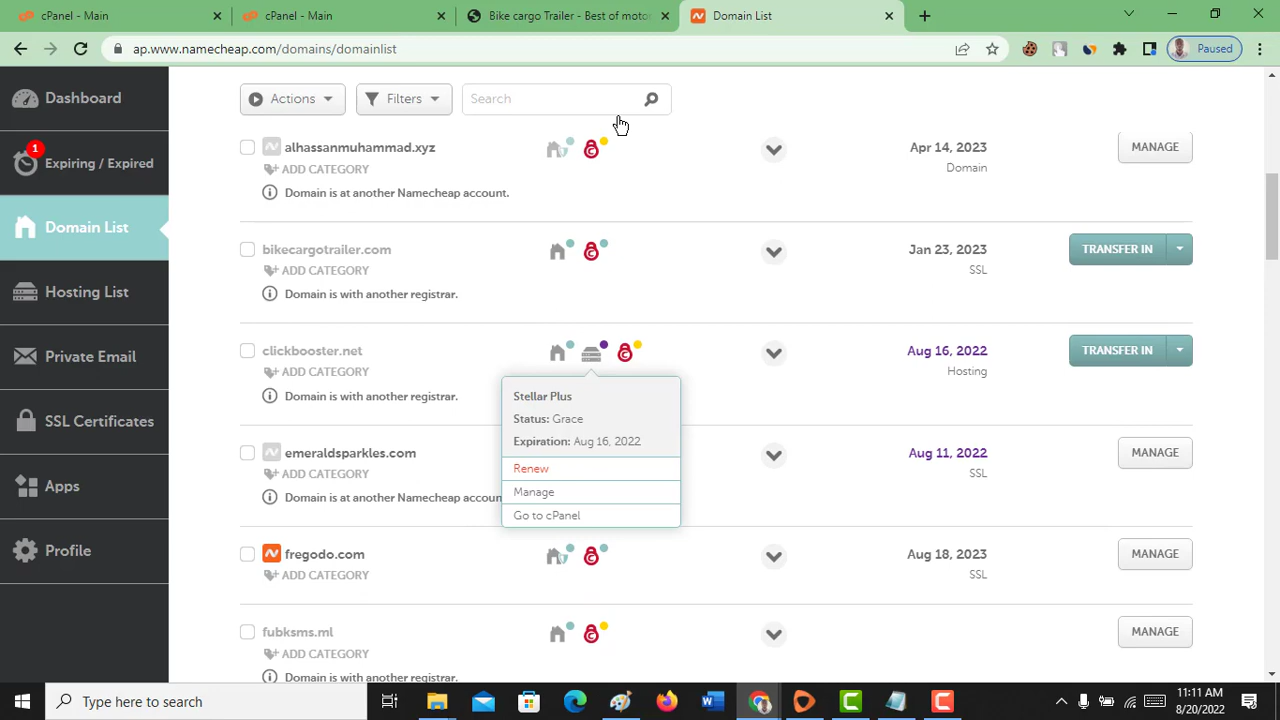 cPanel - Main
cPanel - Main
Bike cargo Trailer - Best of motor
Domain List
ap.www.namecheap.com/domains/domainlist
Paused
Dashboard
1
Expiring / Expired
Domain List
Hosting List
Private Email
SSL Certificates
Apps
Profile
Actions
Filters
Search
alhassanmuhammad.xyz
Apr 14, 2023
MANAGE
ADD CATEGORY
Domain
Domain is at another Namecheap account.
bikecargotrailer.com
Jan 23, 2023
TRANSFER IN
ADD CATEGORY
SSL
Domain is with another registrar.
clickbooster.net
Aug 16, 2022
TRANSFER IN
ADD CATEGORY
Hosting
Domain is with another registrar.
Stellar Plus
Status: Grace
Expiration: Aug 16, 2022
Renew
Manage
Go to cPanel
emeraldsparkles.com
Aug 11, 2022
MANAGE
ADD CATEGORY
SSL
Domain is at another Namecheap accoun
fregodo.com
Aug 18, 2023
MANAGE
ADD CATEGORY
SSL
fubksms.ml
MANAGE
ADD CATEGORY
Domain is with another registrar.
Type here to search
11:11 AM
8/20/2022